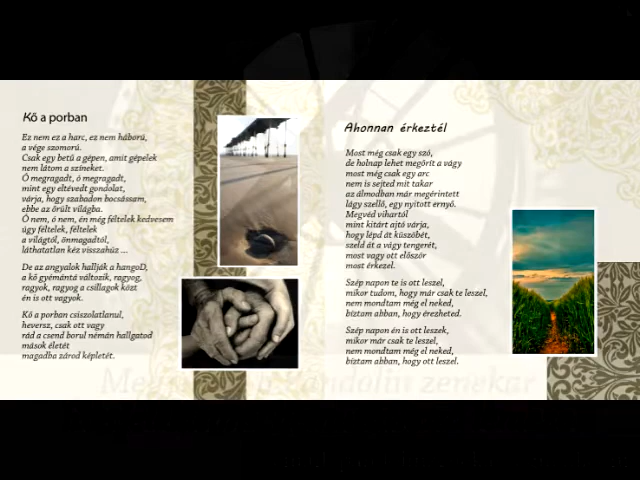 Kő a porban
Ez nem ez a harc, ez nem háború,
a vége szomorú.
Csak egy betű a gépen, amit gépelek
nem látom a színeket.
Ó megragadt, ó megragadt,
mint egy eltévedt gondolat,
várja, hogy szabadon bocsássam,
ebbe az őrült világba.
Ó nem, ó nem, én még féltelek kedvesem
úgy féltelek, féltelek
a világtól, önmagadtól,
láthatatlan kéz visszahúz ...
De az angyalok hallják a hangoD,
a kő gyémánttá változik, ragyog,
ragyok, ragyog a csillagok közt
én is ott vagyok.
Kő a porban csiszolatlanul,
heversz, csak ott vagy
rád a csend borul némán hallgatod
mások életét
magadba zárod képletét.
Ahonnan érkeztél
Most még csak egy szó,
de holnap lehet megőrit a vágy
most még csak egy arc
nem is sejted mit takar
az álmodban már megérintett
lágy szellő, egy nyitott ernyő.
Megvéd vihartól
mint kitárt ajtó várja,
hogy lépd át küszöbét,
szeld át a vágy tengerét,
most vagy ott először
most érkezel.
Szép napon te is ott leszel,
mikor tudom, hogy már csak te leszel,
nem mondtam még el neked,
bíztam abban, hogy érezheted.
Szép napon én is ott leszek,
mikor már csak te leszel,
nem mondtam még el neked,
bíztam abban, hogy ott leszel.
zenekar